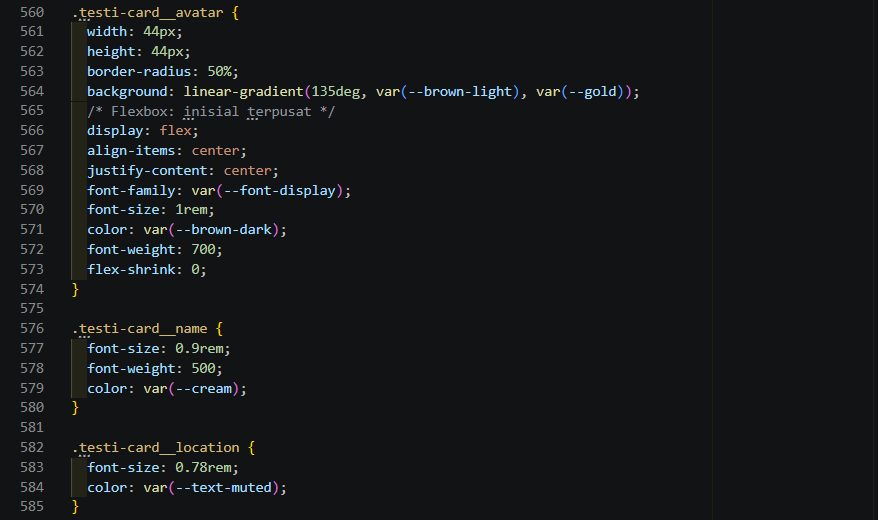 560 .testi-card__avatar {
561 width: 44px;
562 height: 44px;
563 border-radius: 50%;
564 background: linear-gradient(135deg, var(--brown-light), var(--gold));
565 /* Flexbox: inisial terpusat */
566 display: flex;
567 align-items: center;
568 justify-content: center;
569 font-family: var(--font-display);
570 font-size: 1rem;
571 color: var(--brown-dark);
572 font-weight: 700;
573 flex-shrink: 0;
574 }
575
576 .testi-card__name {
577 font-size: 0.9rem;
578 font-weight: 500;
579 color: var(--cream);
580 }
581
582 .testi-card__location {
583 font-size: 0.78rem;
584 color: var(--text-muted);
585 }